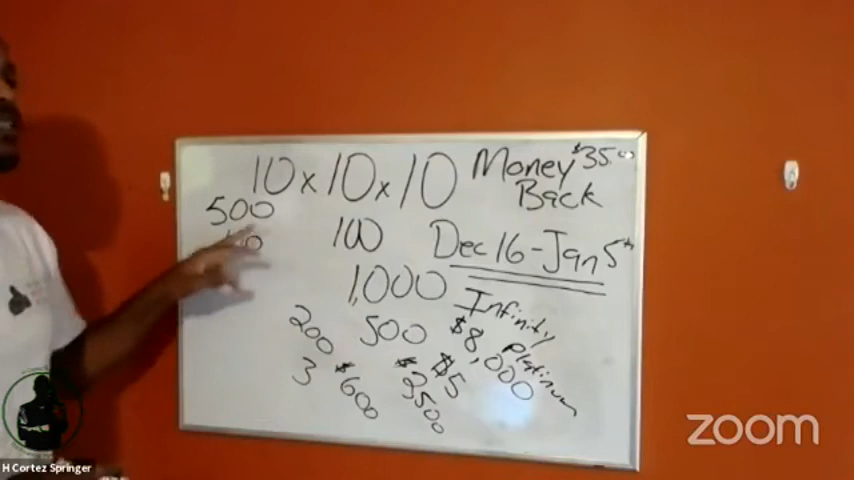 10 x 10 x 10
Money $35.00
Back
500
100
Dec 16 - Jan 5th
1,000
Infinity
Platinum
200
500
$8,000
3
$600
$5
$2500
zoom
H Cortez Springer